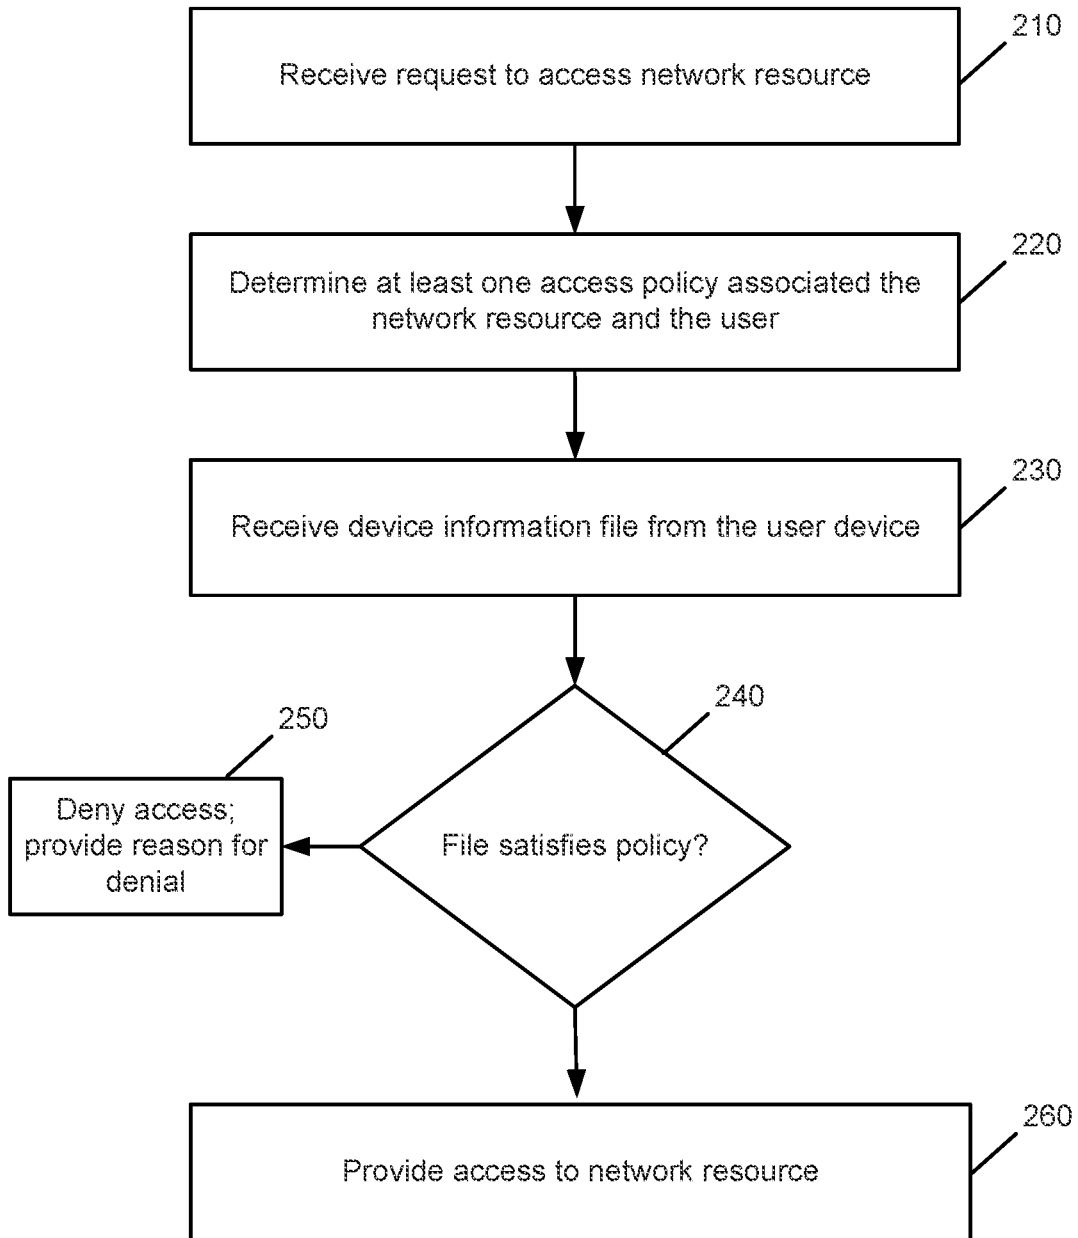 210
Receive request to access network resource
220
Determine at least one access policy associated the
network resource and the user
230
Receive device information file from the user device
240
250
Deny access;
provide reason for
denial
File satisfies policy?
260
Provide access to network resource